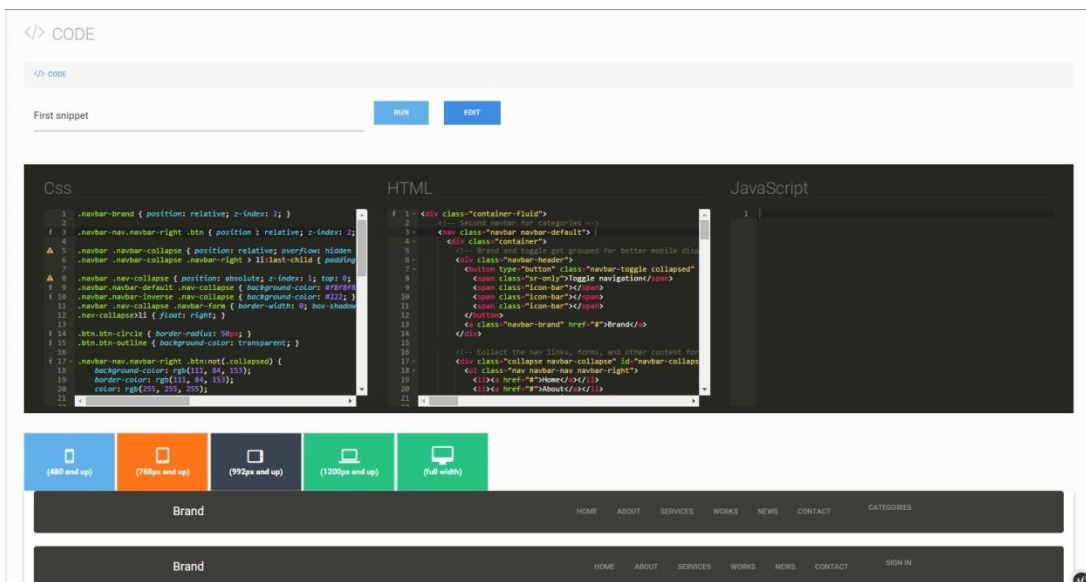 </> CODE
</> CODE
First snippet
RUN
EDIT
Css
1 .navbar-brand { position: relative; z-index: 2; }
2
3 .navbar-nav.navbar-right .btn { position : relative; z-index: 2;
4
5 .navbar .navbar-collapse { position: relative; overflow: hidden
6 .navbar .navbar-collapse .navbar-right > li:last-child { padding
7
8 .navbar .nav-collapse { position: absolute; z-index: 1; top: 0;
9 .navbar.navbar-default .nav-collapse { background-color: #f8f8f8
10 .navbar.navbar-inverse .nav-collapse { background-color: #222; }
11 .navbar .nav-collapse .navbar-form { border-width: 0; box-shadow
12 .nav-collapse>li { float: right; }
13
14 .btn.btn-circle { border-radius: 50px; }
15 .btn.btn-outline { background-color: transparent; }
16
17 .navbar-nav.navbar-right .btn:not(.collapsed) {
18 background-color: rgb(111, 84, 153);
19 border-color: rgb(111, 84, 153);
20 color: rgb(255, 255, 255);
21
HTML
1 <div class="container-fluid">
2 <!-- Second navbar for categories -->
3 <nav class="navbar navbar-default">
4 <div class="container">
5 <!-- Brand and toggle get grouped for better mobile disp
6 <div class="navbar-header">
7 <button type="button" class="navbar-toggle collapsed"
8 <span class="sr-only">Toggle navigation</span>
9 <span class="icon-bar"></span>
10 <span class="icon-bar"></span>
11 <span class="icon-bar"></span>
12 </button>
13 <a class="navbar-brand" href="#">Brand</a>
14 </div>
15
16 <!-- Collect the nav links, forms, and other content for
17 <div class="collapse navbar-collapse" id="navbar-collaps
18 <ul class="nav navbar-nav navbar-right">
19 <li><a href="#">Home</a></li>
20 <li><a href="#">About</a></li>
21
JavaScript
1
(480 and up)
(768px and up)
(992px and up)
(1200px and up)
(full width)
Brand HOME ABOUT SERVICES WORKS NEWS CONTACT CATEGORIES
Brand HOME ABOUT SERVICES WORKS NEWS CONTACT SIGN IN